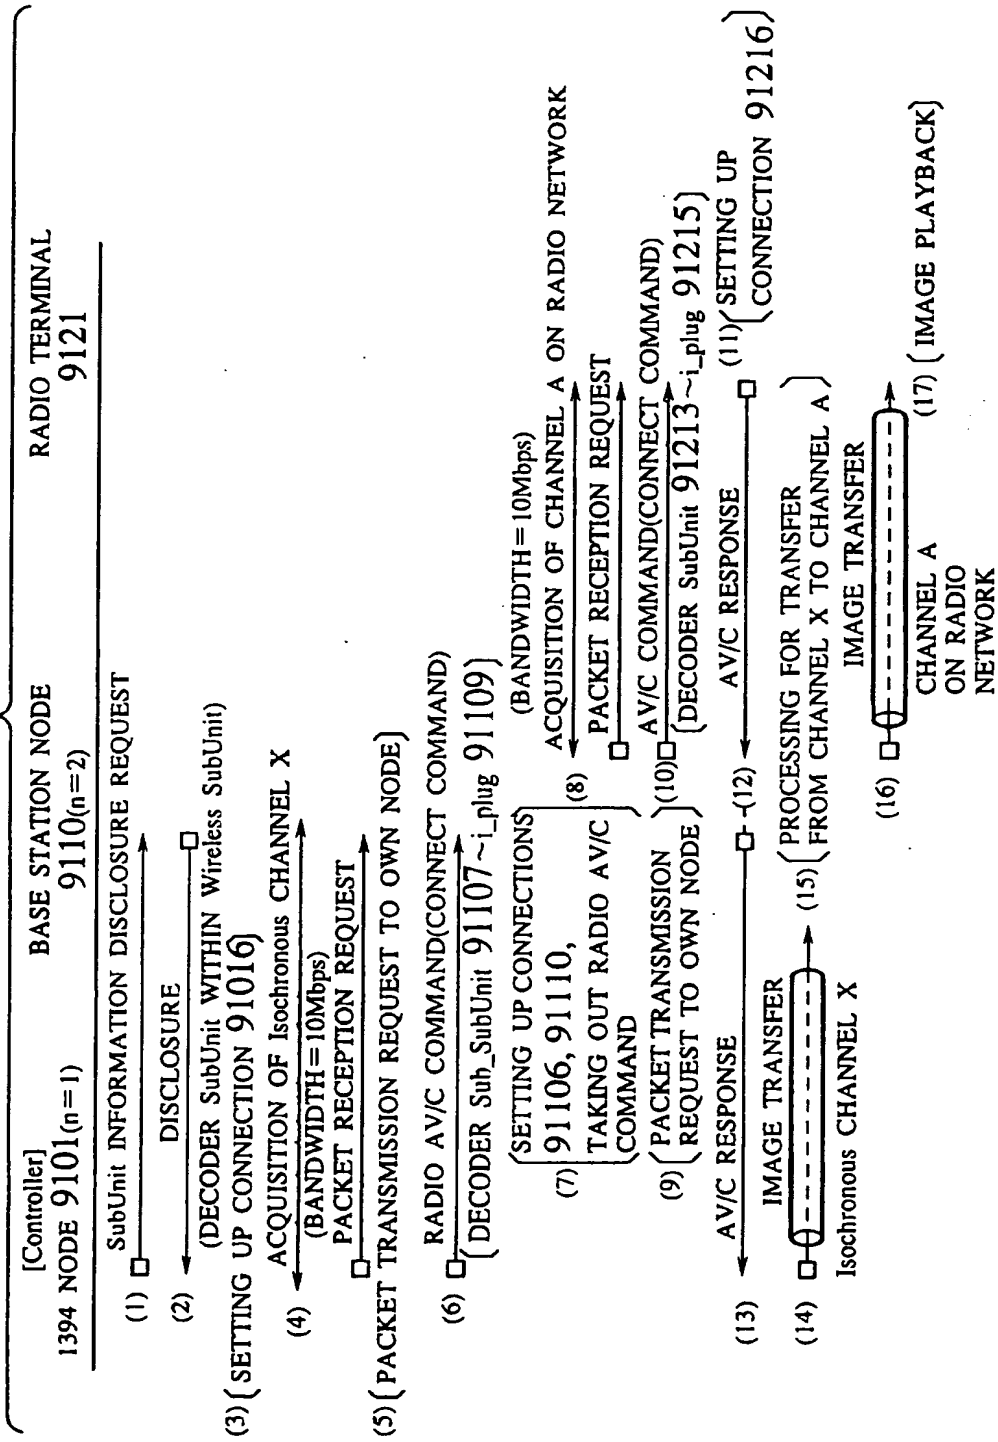 [Controller]
1394 NODE 9101(n=1)
BASE STATION NODE
9110(n=2)
RADIO TERMINAL
9121
SubUnit INFORMATION DISCLOSURE REQUEST
(1)
DISCLOSURE
(2)
(DECODER SubUnit WITHIN Wireless SubUnit)
(3) [SETTING UP CONNECTION 91016]
ACQUISITION OF Isochronous CHANNEL X
(4)
(BANDWIDTH=10Mbps)
PACKET RECEPTION REQUEST
(5) [PACKET TRANSMISSION REQUEST TO OWN NODE]
RADIO AV/C COMMAND(CONNECT COMMAND)
(6)
[DECODER Sub_SubUnit 91107~i_plug 91109]
(7) [SETTING UP CONNECTIONS
91106, 91110,
TAKING OUT RADIO AV/C
COMMAND]
(BANDWIDTH=10Mbps)
ACQUISITION OF CHANNEL A ON RADIO NETWORK
(8)
PACKET RECEPTION REQUEST
(9) [PACKET TRANSMISSION
REQUEST TO OWN NODE]
AV/C COMMAND(CONNECT COMMAND)
(10)
[DECODER SubUnit 91213~i_plug 91215]
(11) [SETTING UP
CONNECTION 91216]
AV/C RESPONSE
(12)
AV/C RESPONSE
(13)
IMAGE TRANSFER
(14)
Isochronous CHANNEL X
(15) [PROCESSING FOR TRANSFER
FROM CHANNEL X TO CHANNEL A]
IMAGE TRANSFER
(16)
CHANNEL A
ON RADIO
NETWORK
(17) [IMAGE PLAYBACK]